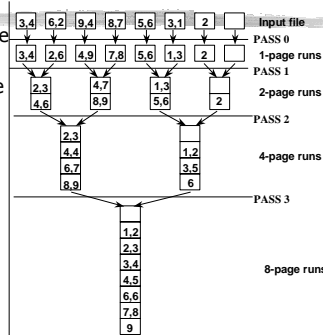 3,4 6,2 9,4 8,7 5,6 3,1 2 Input file
PASS 0
3,4 2,6 4,9 7,8 5,6 1,3 2 1-page runs
PASS 1
2,3 4,7 1,3 2-page runs
4,6 8,9 5,6 2
PASS 2
2,3
4,4 1,2 4-page runs
6,7 3,5
8,9 6
PASS 3
1,2
2,3
3,4 8-page runs
4,5
6,6
7,8
9